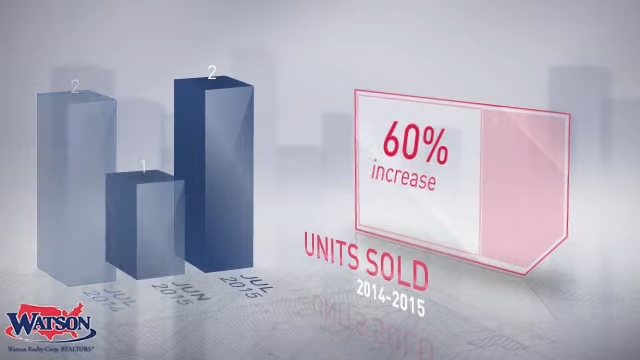 2
1
2
JUL
2014
JUN
2015
JUL
2015
60%
increase
UNITS SOLD
2014-2015
WATSON
Watson Realty Corp. REALTORS®